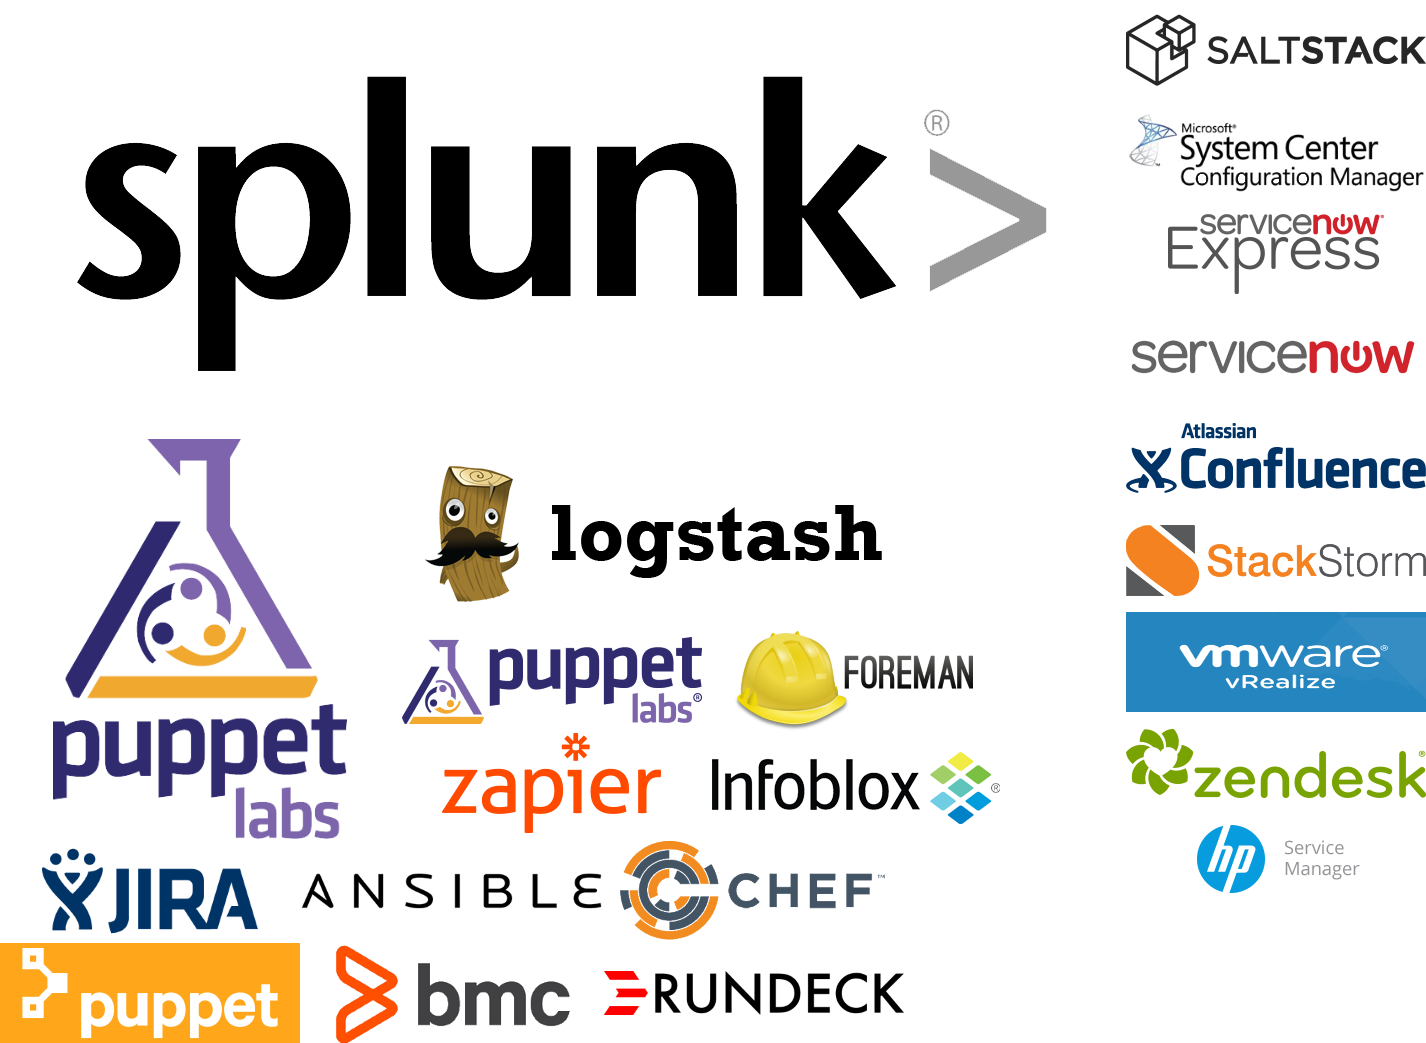 splunk>®
SALTSTACK
Microsoft®
System Center
Configuration Manager
servicenow®
Express
servicenow
Atlassian
Confluence
StackStorm
vmware®
vRealize
zendesk®
hp Service
Manager
logstash
puppet
labs
puppet
labs®
FOREMAN
zapier
Infoblox®
JIRA
ANSIBLE
CHEF™
puppet
bmc
RUNDECK